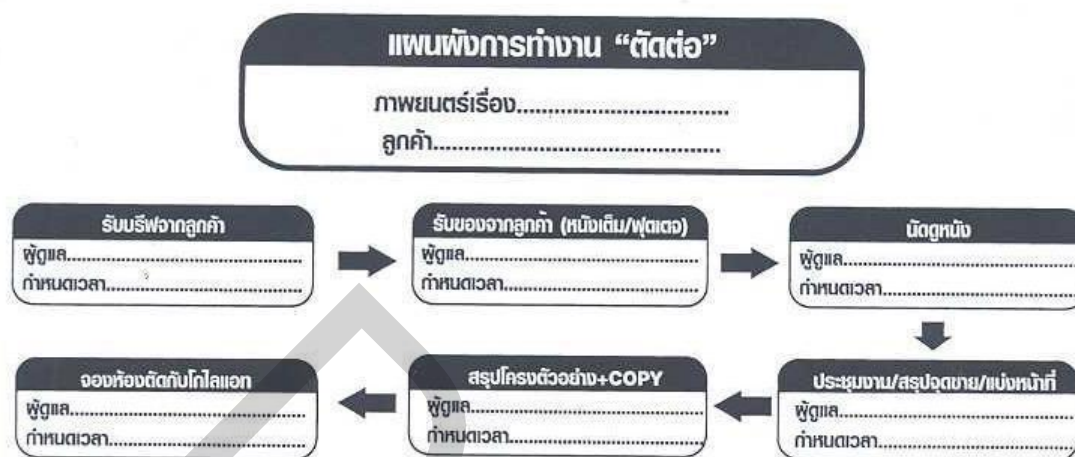 แผนผังการทำงาน “ตัดต่อ”
ภาพยนตร์เรื่อง.......................................
ลูกค้า.....................................................
รับบรีฟจากลูกค้า
ผู้ดูแล..............................................
กำหนดเวลา.....................................
รับของจากลูกค้า (หนังเต็ม/ฟุตเตจ)
ผู้ดูแล..............................................
กำหนดเวลา.....................................
นัดดูหนัง
ผู้ดูแล..............................................
กำหนดเวลา.....................................
ประชุมงาน/สรุปจุดขาย/แบ่งหน้าที่
ผู้ดูแล..............................................
กำหนดเวลา.....................................
สรุปโครงตัวอย่าง+COPY
ผู้ดูแล..............................................
กำหนดเวลา.....................................
จองห้องตัดกับโกไลแอท
ผู้ดูแล..............................................
กำหนดเวลา.....................................